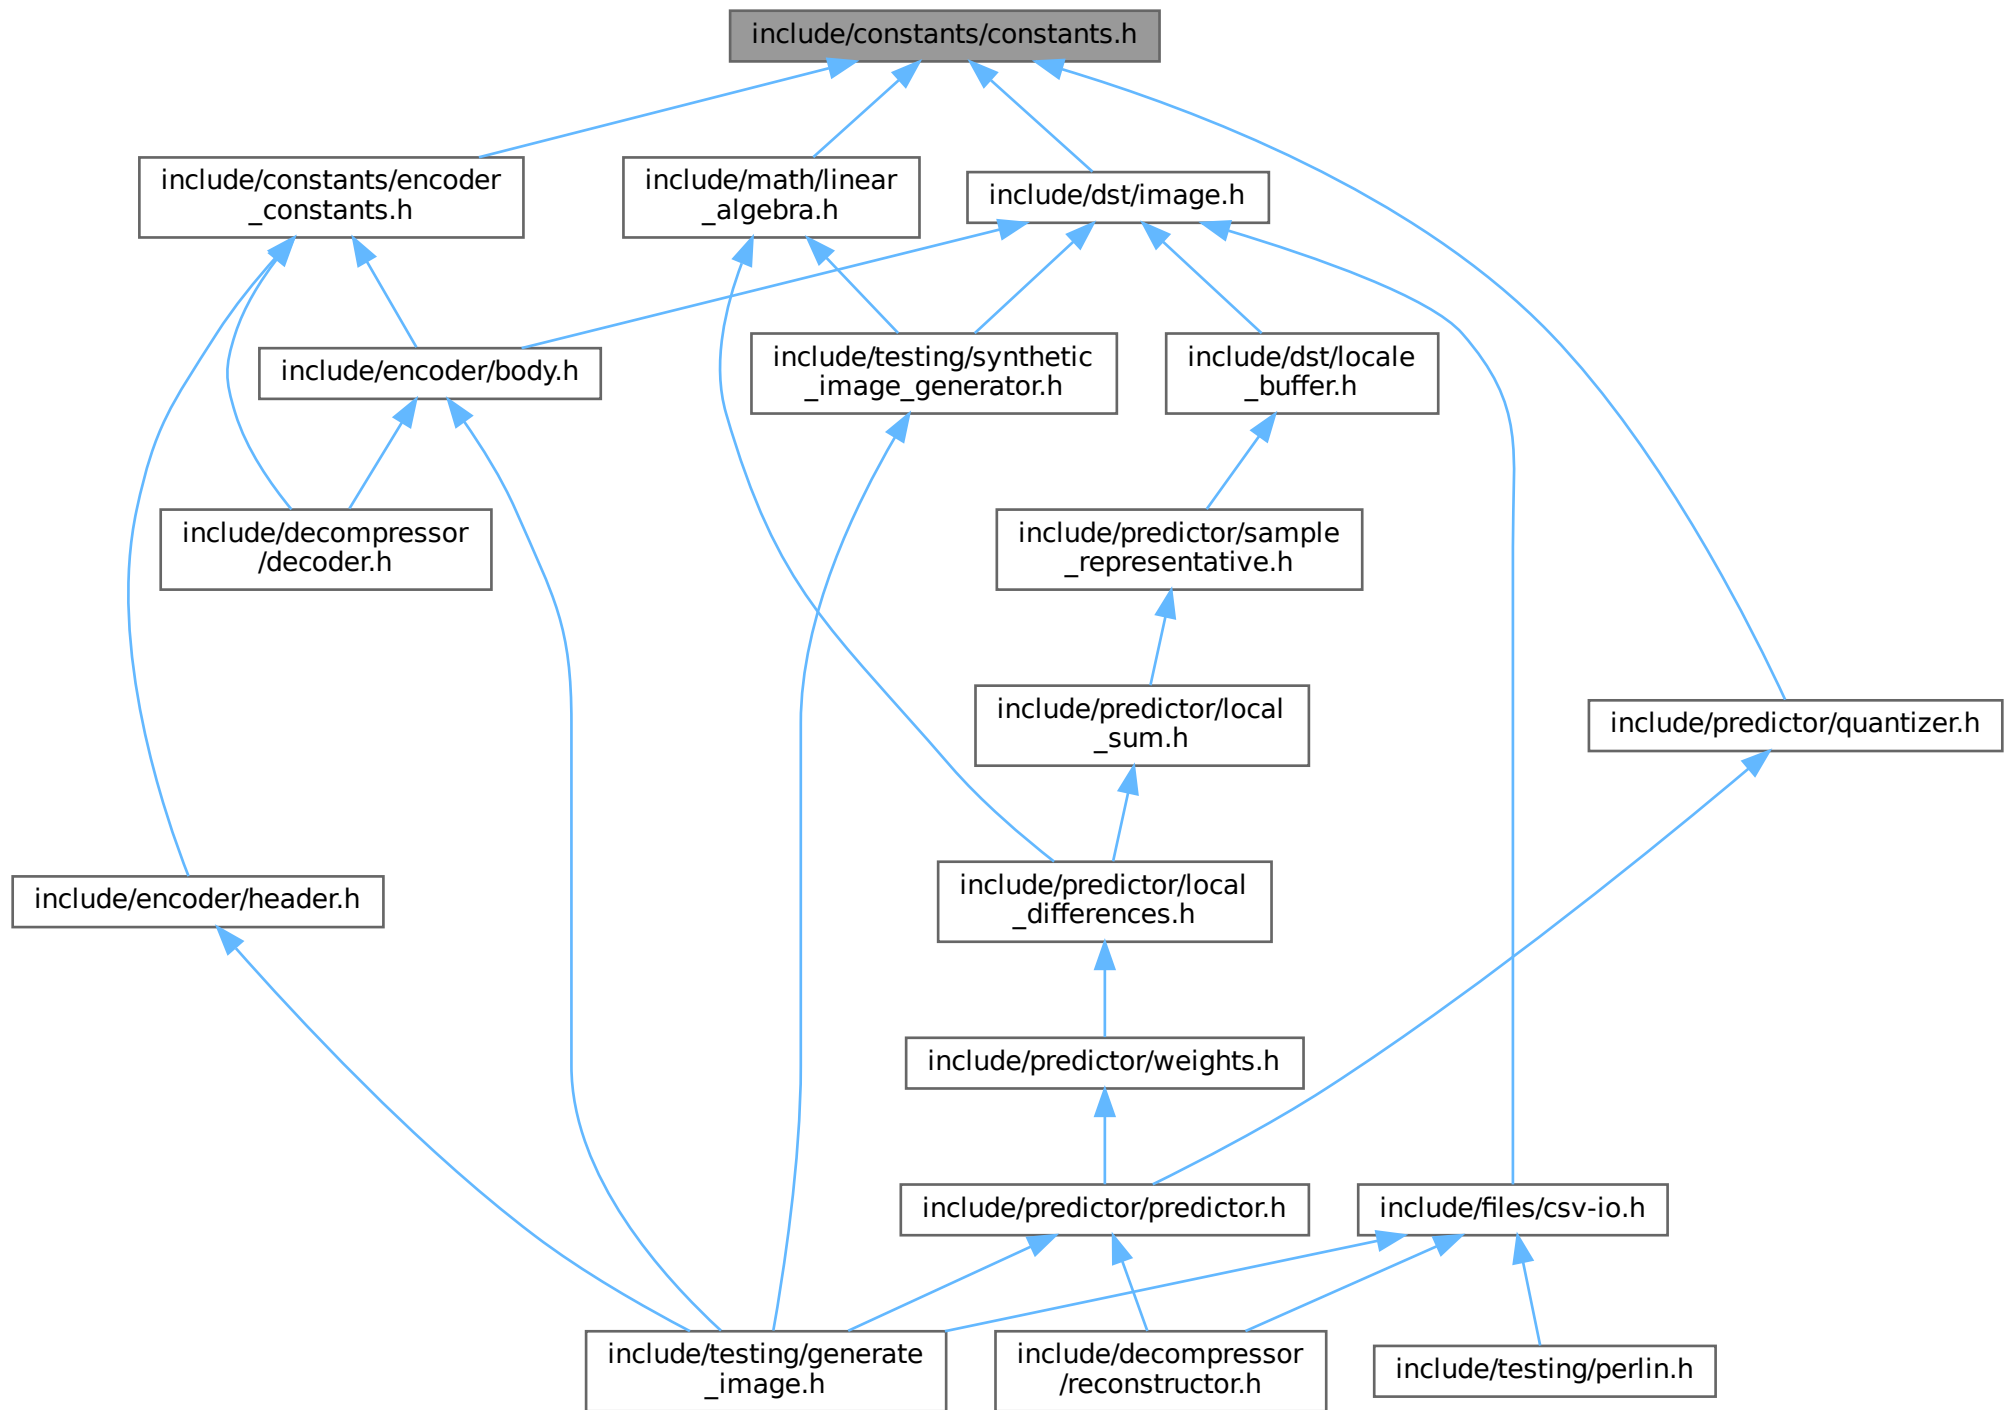 include/constants/constants.h
include/constants/encoder
_constants.h
include/math/linear
_algebra.h
include/dst/image.h
include/encoder/body.h
include/testing/synthetic
_image_generator.h
include/dst/locale
_buffer.h
include/decompressor
/decoder.h
include/predictor/sample
_representative.h
include/predictor/local
_sum.h
include/predictor/quantizer.h
include/encoder/header.h
include/predictor/local
_differences.h
include/predictor/weights.h
include/predictor/predictor.h
include/files/csv-io.h
include/testing/generate
_image.h
include/decompressor
/reconstructor.h
include/testing/perlin.h